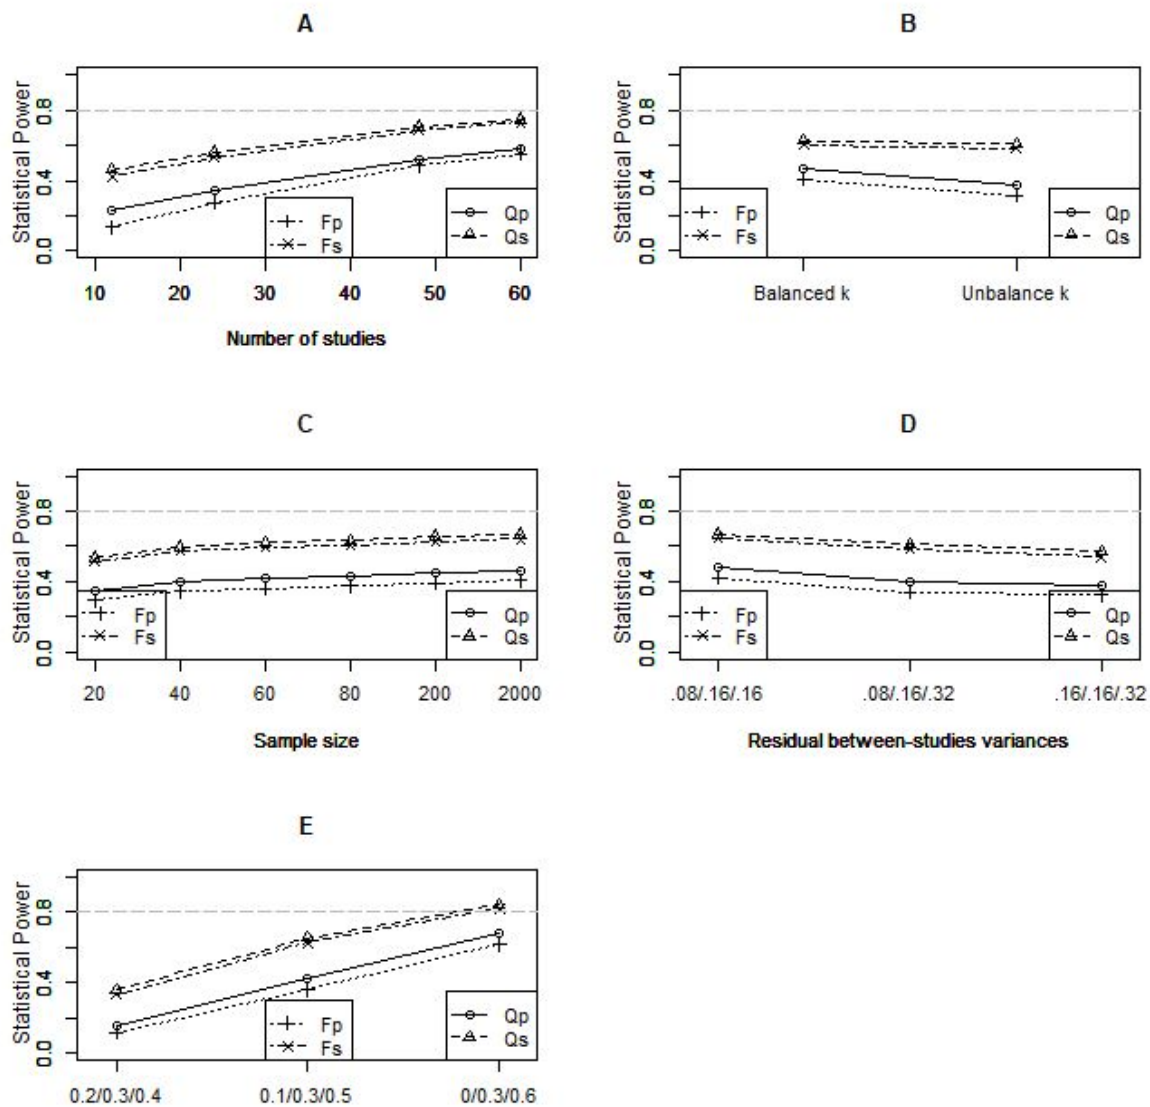 A
Statistical Power
0.0 0.4 0.8
Fp
Fs
Qp
Qs
10 20 30 40 50 60
Number of studies
B
Statistical Power
0.0 0.4 0.8
Fp
Fs
Qp
Qs
Balanced k Unbalance k
C
Statistical Power
0.0 0.4 0.8
Fp
Fs
Qp
Qs
20 40 60 80 200 2000
Sample size
D
Statistical Power
0.0 0.4 0.8
Fp
Fs
Qp
Qs
.08/.16/.16 .08/.16/.32 .16/.16/.32
Residual between-studies variances
E
Statistical Power
0.0 0.4 0.8
Fp
Fs
Qp
Qs
0.2/0.3/0.4 0.1/0.3/0.5 0/0.3/0.6